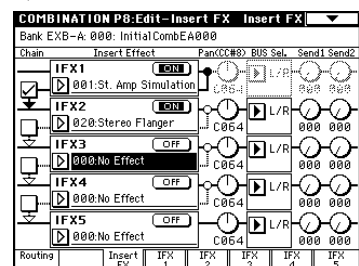 COMBINATION P8:Edit-Insert FX Insert FX
Bank EXB-A: 000: InitialCombEA000
Chain Insert Effect Pan(CC#8) BUS Sel. Send1 Send2
IFX1 ON
001:St. Amp Simulation C064 L/R 000 000
IFX2 ON
020:Stereo Flanger C064 L/R 000 000
IFX3 OFF
000:No Effect C064 L/R 000 000
IFX4 OFF
000:No Effect C064 L/R 000 000
IFX5 OFF
000:No Effect C064 L/R 000 000
Routing Insert FX IFX 1 IFX 2 IFX 3 IFX 4 IFX 5